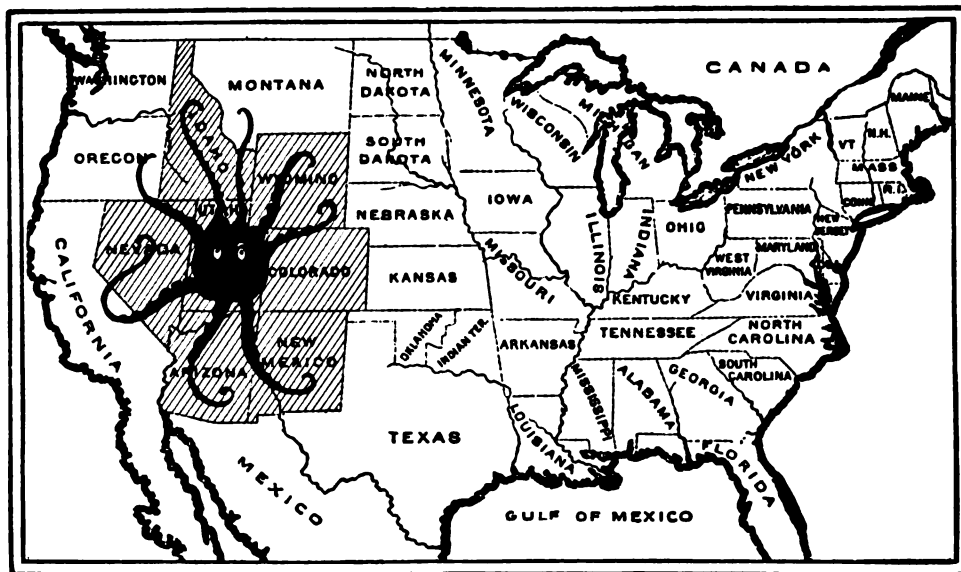 CANADA
WASHINGTON
MONTANA
NORTH
DAKOTA
MINNESOTA
WISCONSIN
MICHIGAN
MAINE
OREGON
IDAHO
WYOMING
SOUTH
DAKOTA
NEW YORK
VT
N.H.
MASS
CONN
R.I.
NEVADA
UTAH
NEBRASKA
IOWA
ILLINOIS
INDIANA
OHIO
PENNSYLVANIA
NEW
JERSEY
CALIFORNIA
COLORADO
KANSAS
MISSOURI
WEST
VIRGINIA
MARYLAND
KENTUCKY
VIRGINIA
ARIZONA
NEW
MEXICO
OKLAHOMA
INDIAN TER.
ARKANSAS
TENNESSEE
NORTH
CAROLINA
SOUTH
CAROLINA
MISSISSIPPI
ALABAMA
GEORGIA
TEXAS
LOUISIANA
FLORIDA
MEXICO
GULF OF MEXICO